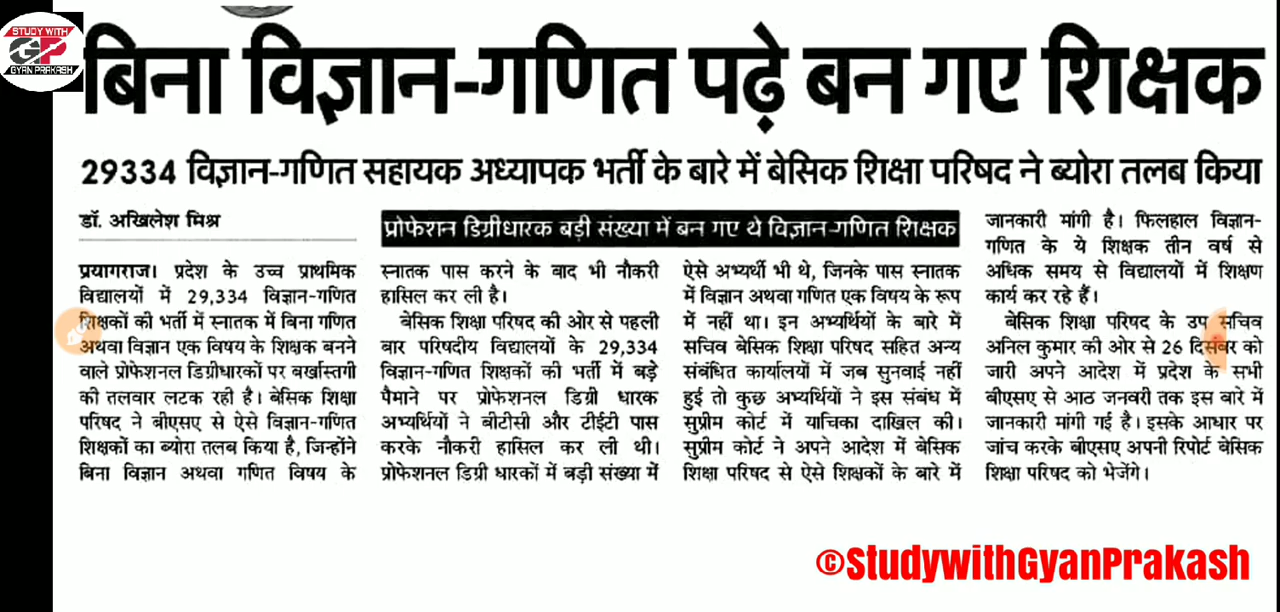 STUDY WITH
GP
GYAN PRAKASH
बिना विज्ञान-गणित पढ़े बन गए शिक्षक
29334 विज्ञान-गणित सहायक अध्यापक भर्ती के बारे में बेसिक शिक्षा परिषद ने ब्योरा तलब किया
डॉ. अखिलेश मिश्र
प्रोफेशन डिग्रीधारक बड़ी संख्या में बन गए थे विज्ञान-गणित शिक्षक
प्रयागराज। प्रदेश के उच्च प्राथमिक
विद्यालयों में 29,334 विज्ञान-गणित
शिक्षकों की भर्ती में स्नातक में बिना गणित
अथवा विज्ञान एक विषय के शिक्षक बनने
वाले प्रोफेशनल डिग्रीधारकों पर बर्खास्तगी
की तलवार लटक रही है। बेसिक शिक्षा
परिषद ने बीएसए से ऐसे विज्ञान-गणित
शिक्षकों का ब्योरा तलब किया है, जिन्होंने
बिना विज्ञान अथवा गणित विषय के
स्नातक पास करने के बाद भी नौकरी
हासिल कर ली है।
बेसिक शिक्षा परिषद की ओर से पहली
बार परिषदीय विद्यालयों के 29,334
विज्ञान-गणित शिक्षकों की भर्ती में बड़े
पैमाने पर प्रोफेशनल डिग्री धारक
अभ्यर्थियों ने बीटीसी और टीईटी पास
करके नौकरी हासिल कर ली थी।
प्रोफेशनल डिग्री धारकों में बड़ी संख्या में
ऐसे अभ्यर्थी भी थे, जिनके पास स्नातक
में विज्ञान अथवा गणित एक विषय के रूप
में नहीं था। इन अभ्यर्थियों के बारे में
सचिव बेसिक शिक्षा परिषद सहित अन्य
संबंधित कार्यालयों में जब सुनवाई नहीं
हुई तो कुछ अभ्यर्थियों ने इस संबंध में
सुप्रीम कोर्ट में याचिका दाखिल की।
सुप्रीम कोर्ट ने अपने आदेश में बेसिक
शिक्षा परिषद से ऐसे शिक्षकों के बारे में
जानकारी मांगी है। फिलहाल विज्ञान-
गणित के ये शिक्षक तीन वर्ष से
अधिक समय से विद्यालयों में शिक्षण
कार्य कर रहे हैं।
बेसिक शिक्षा परिषद के उप सचिव
अनिल कुमार की ओर से 26 दिसंबर को
जारी अपने आदेश में प्रदेश के सभी
बीएसए से आठ जनवरी तक इस बारे में
जानकारी मांगी गई है। इसके आधार पर
जांच करके बीएसए अपनी रिपोर्ट बेसिक
शिक्षा परिषद को भेजेंगे।
©StudywithGyanPrakash